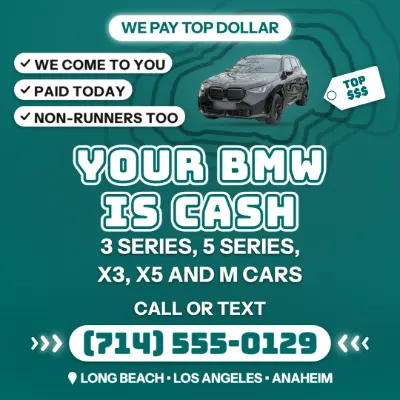 WE PAY TOP DOLLAR
✓ WE COME TO YOU
✓ PAID TODAY
✓ NON-RUNNERS TOO
TOP
$$$
YOUR BMW
IS CASH
3 SERIES, 5 SERIES,
X3, X5 AND M CARS
CALL OR TEXT
››› (714) 555-0129 ‹‹‹
LONG BEACH • LOS ANGELES • ANAHEIM